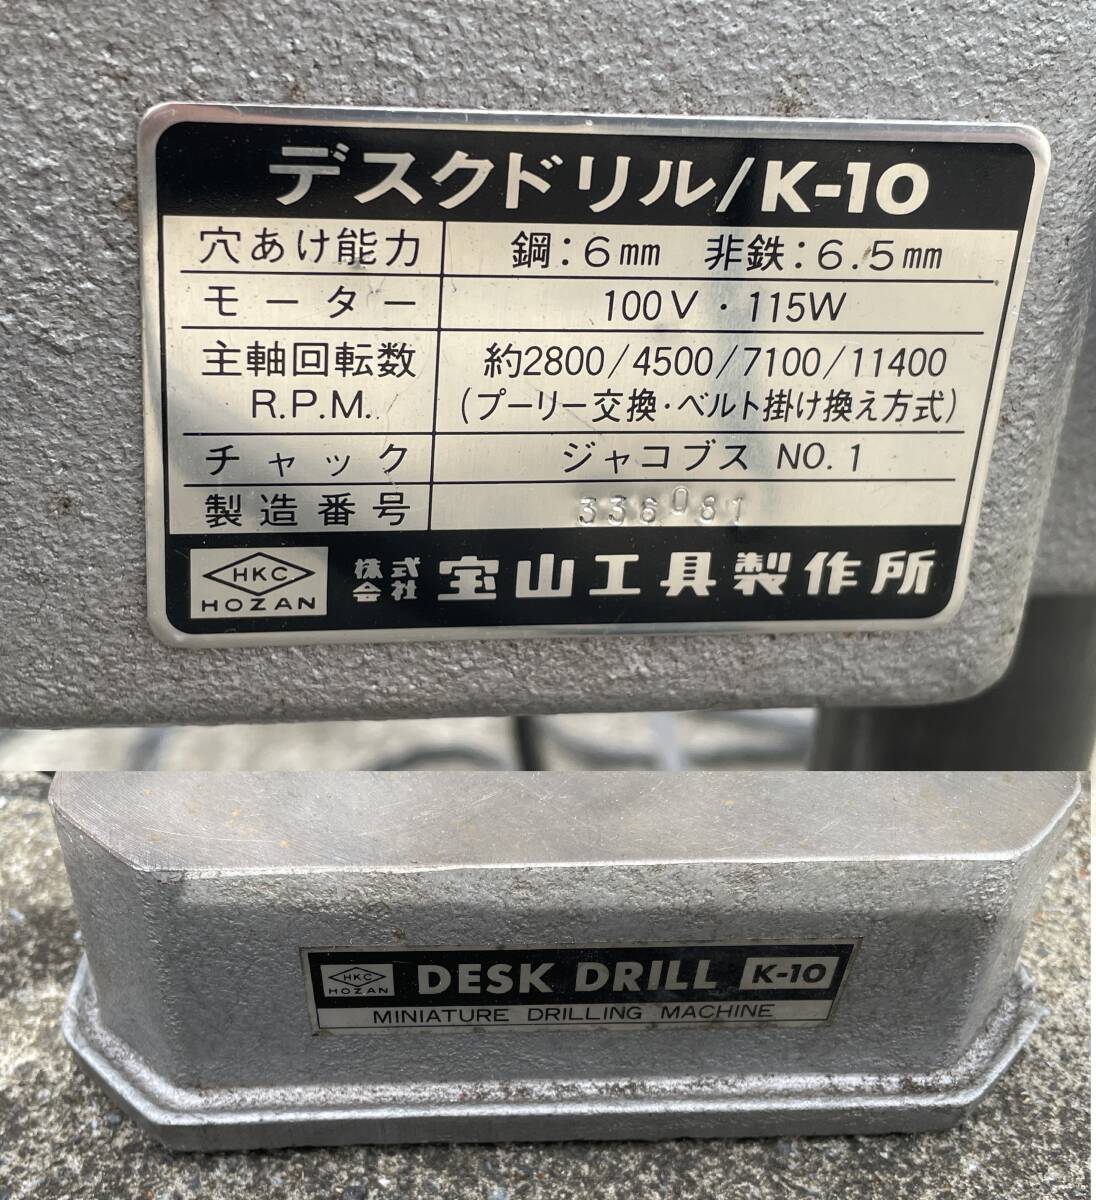 デスクドリル/K-10
穴あけ能力 鋼:6mm 非鉄:6.5mm
モーター 100V・115W
主軸回転数 R.P.M. 約2800/4500/7100/11400
(プーリー交換・ベルト掛け換え方式)
チャック ジャコブス NO.1
製造番号 336081
HKC
HOZAN
株式会社 宝山工具製作所
HKC
HOZAN
DESK DRILL K-10
MINIATURE DRILLING MACHINE